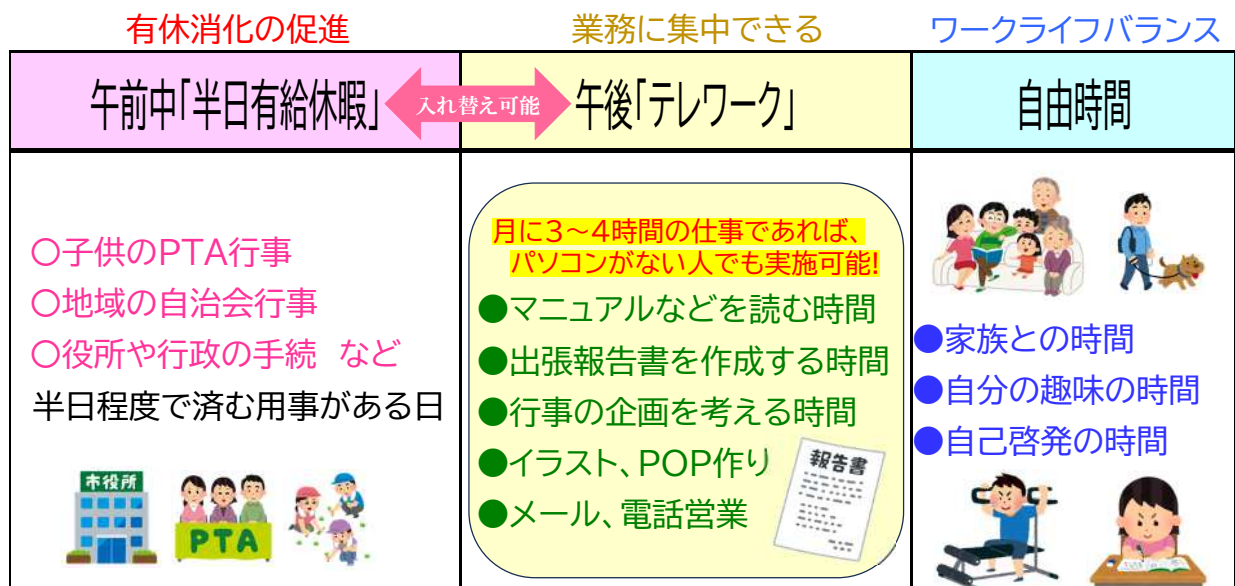 有休消化の促進
業務に集中できる
ワークライフバランス
午前中「半日有給休暇」
入れ替え可能
午後「テレワーク」
自由時間
〇子供のPTA行事
〇地域の自治会行事
〇役所や行政の手続 など
半日程度で済む用事がある日
市役所
PTA
月に3～4時間の仕事であれば、
パソコンがない人でも実施可能!
●マニュアルなどを読む時間
●出張報告書を作成する時間
●行事の企画を考える時間
●イラスト、POP作り
●メール、電話営業
報告書
●家族との時間
●自分の趣味の時間
●自己啓発の時間